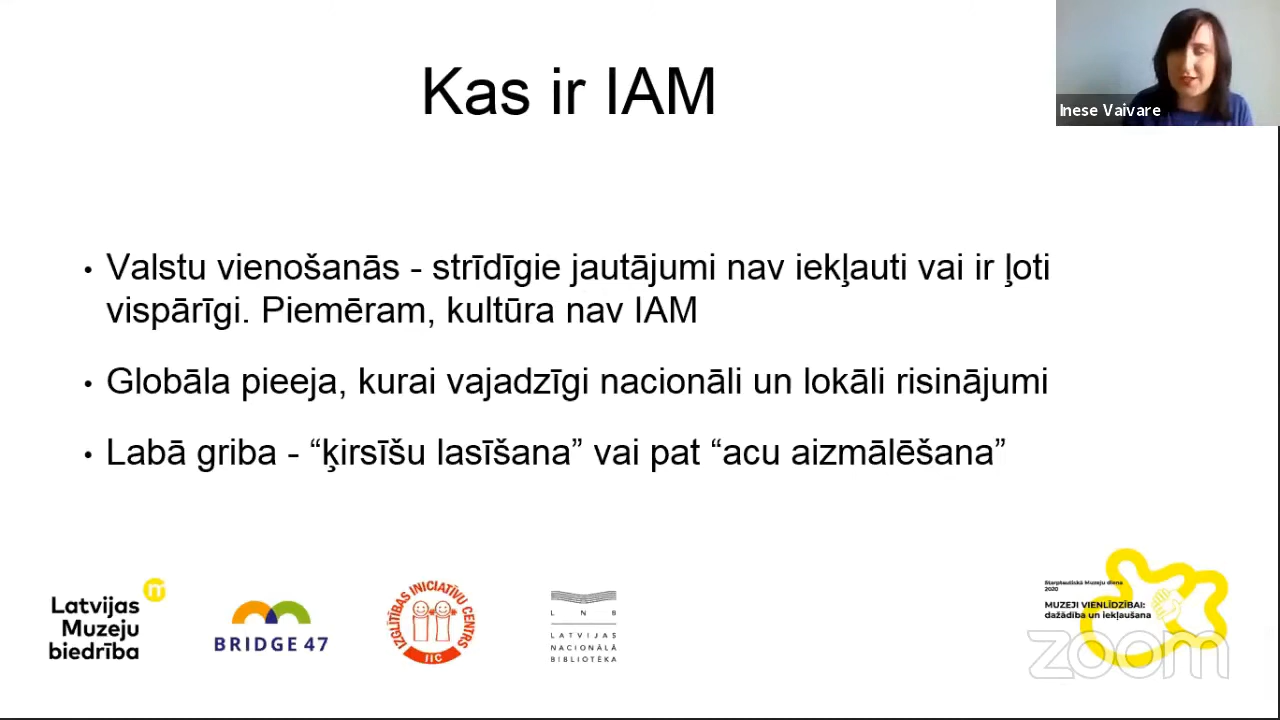 Kas ir IAM
Inese Vaivare
• Valstu vienošanās - strīdīgie jautājumi nav iekļauti vai ir ļoti
vispārīgi. Piemēram, kultūra nav IAM
• Globāla pieeja, kurai vajadzīgi nacionāli un lokāli risinājumi
• Labā griba - “ķirsīšu lasīšana” vai pat “acu aizmālēšana”
m
Latvijas
Muzeju
biedrība
BRIDGE 47
IZGLĪTĪBAS INICIATĪVU CENTRS
IIC
L N B
LATVIJAS
NACIONĀLĀ
BIBLIOTĒKA
Starptautiskā Muzeju diena
2020
MUZEJI VIENLĪDZĪBAI:
dažādība un iekļaušana
zoom